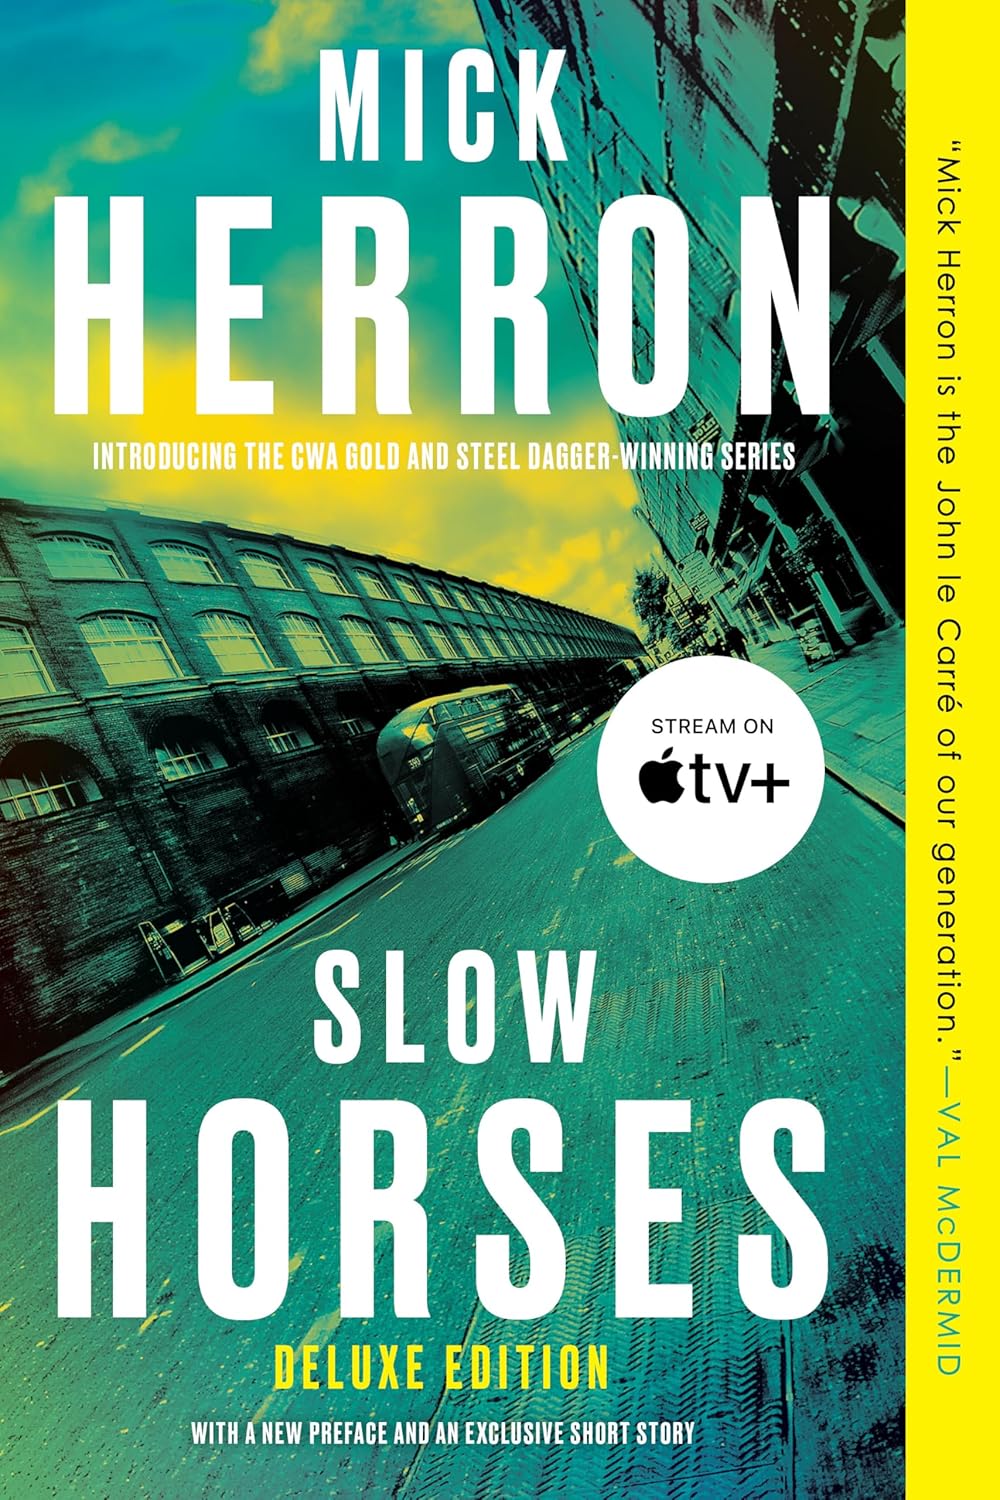 MICK
HERRON
INTRODUCING THE CWA GOLD AND STEEL DAGGER-WINNING SERIES
STREAM ON
tv+
SLOW
HORSES
DELUXE EDITION
WITH A NEW PREFACE AND AN EXCLUSIVE SHORT STORY
“Mick Herron is the John le Carré of our generation.”—VAL McDERMID